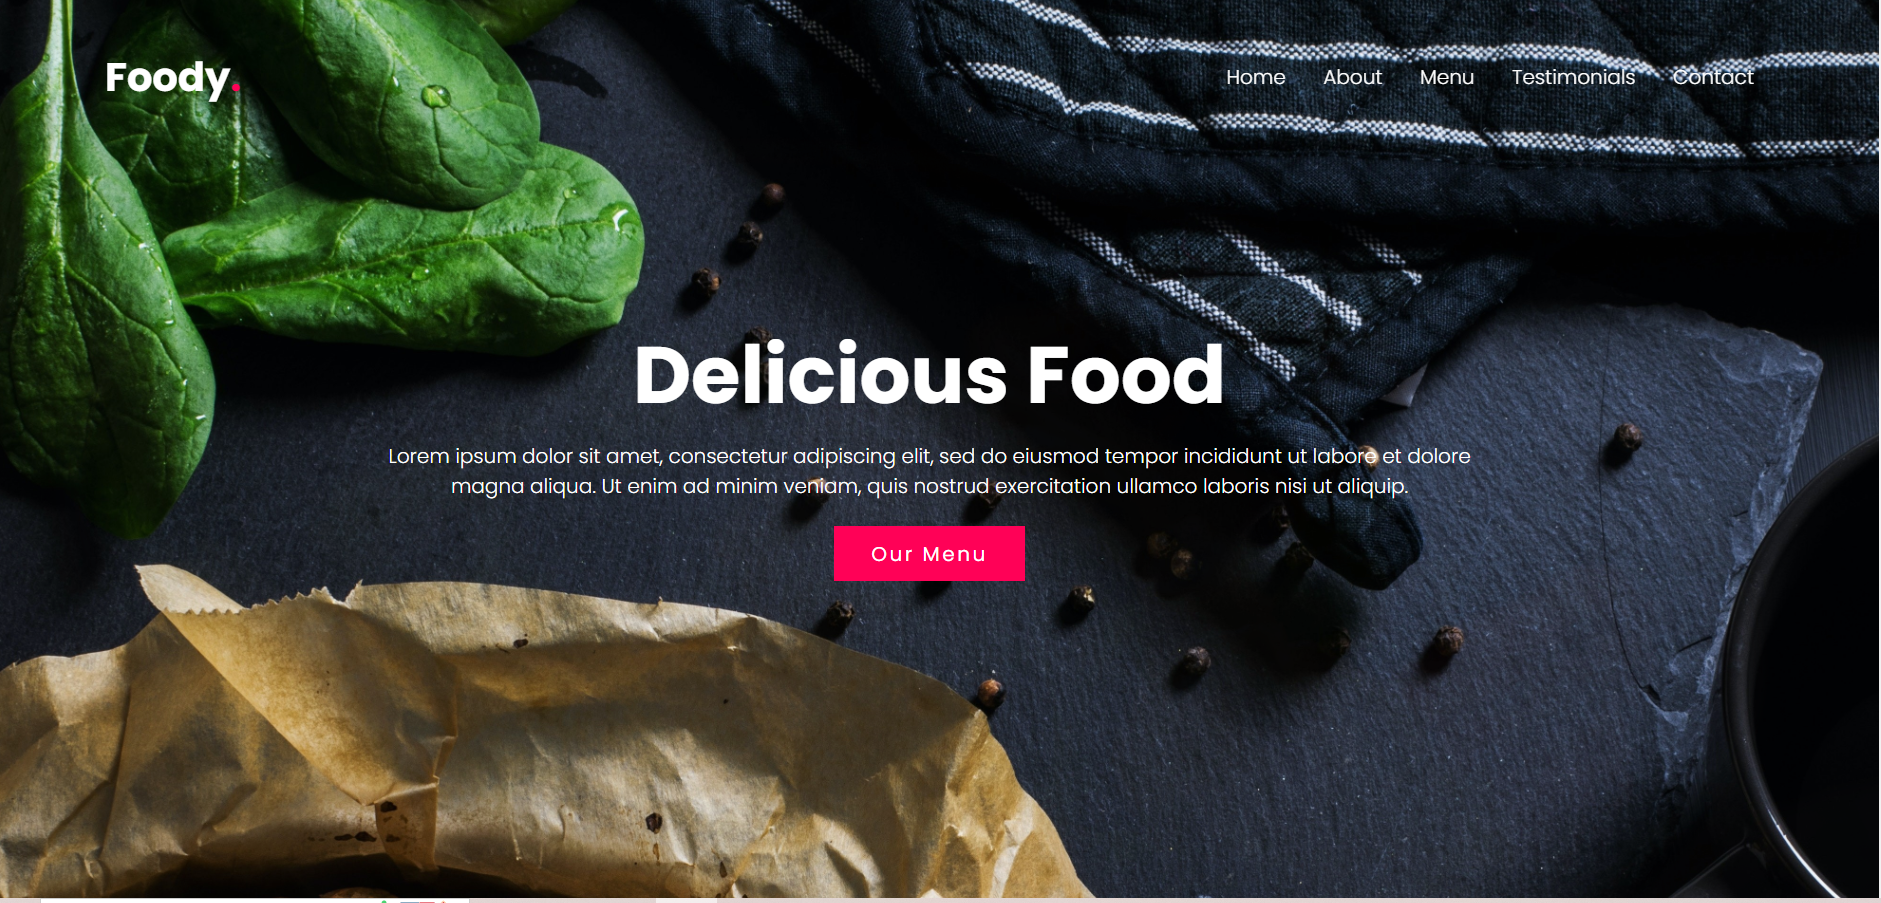 Foody.
Home About Menu Testimonials Contact
Delicious Food
Lorem ipsum dolor sit amet, consectetur adipiscing elit, sed do eiusmod tempor incididunt ut labore et dolore
magna aliqua. Ut enim ad minim veniam, quis nostrud exercitation ullamco laboris nisi ut aliquip.
Our Menu